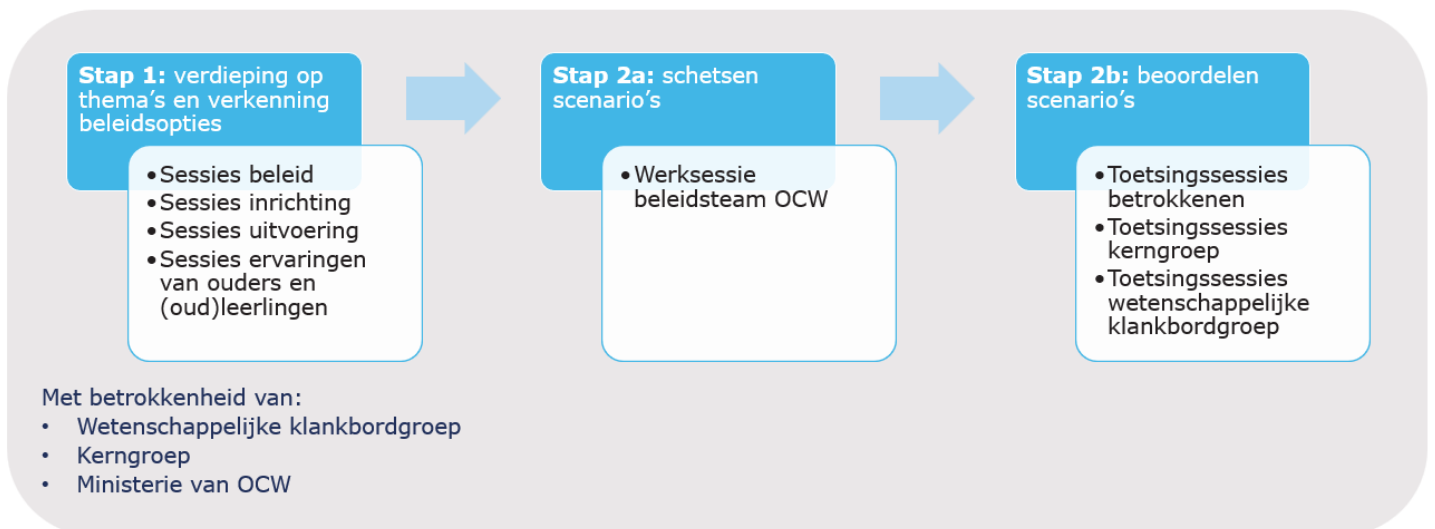 Stap 1: verdieping op
thema's en verkenning
beleidsopties
•Sessies beleid
•Sessies inrichting
•Sessies uitvoering
•Sessies ervaringen
van ouders en
(oud)leerlingen
Stap 2a: schetsen
scenario's
•Werksessie
beleidsteam OCW
Stap 2b: beoordelen
scenario's
•Toetsingssessies
betrokkenen
•Toetsingssessies
kerngroep
•Toetsingssessies
wetenschappelijke
klankbordgroep
Met betrokkenheid van:
• Wetenschappelijke klankbordgroep
• Kerngroep
• Ministerie van OCW